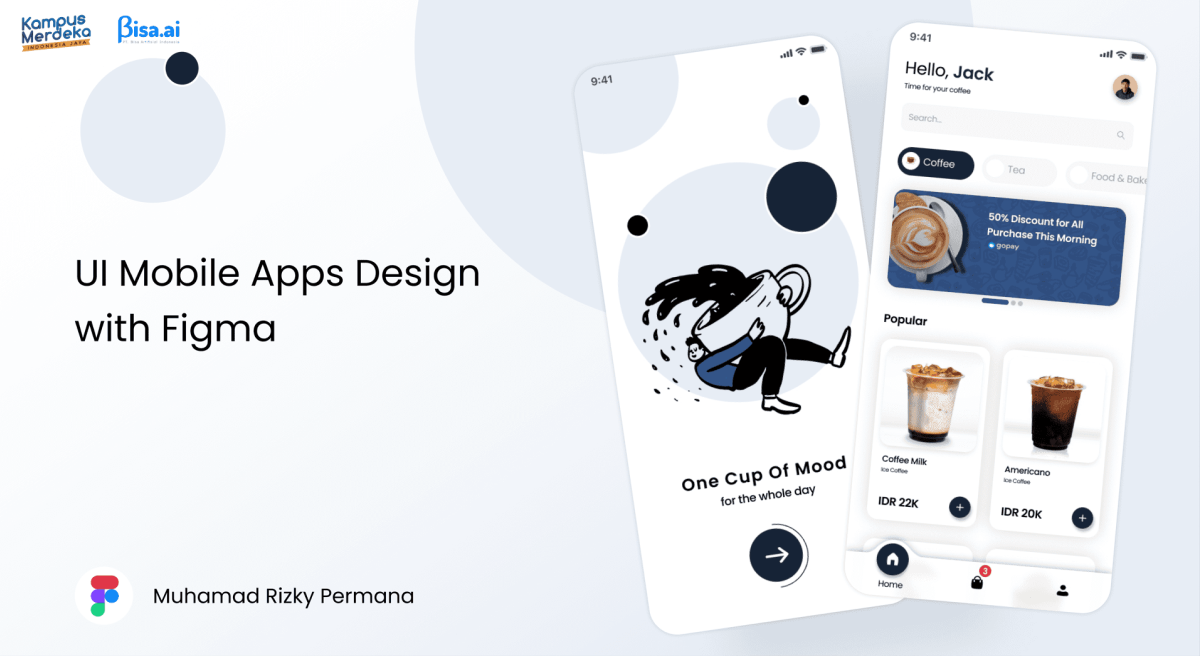 Kampus
Merdeka
INDONESIA JAYA
Bisa.ai
UI Mobile Apps Design
with Figma
Muhamad Rizky Permana
9:41
One Cup Of Mood
for the whole day
9:41
Hello, Jack
Time for your coffee
Search..
Coffee
Tea
Food & Bake
50% Discount for All
Purchase This Morning
gopay
Popular
Coffee Milk
Ice Coffee
IDR 22K
+
Americano
Ice Coffee
IDR 20K
+
Home
3